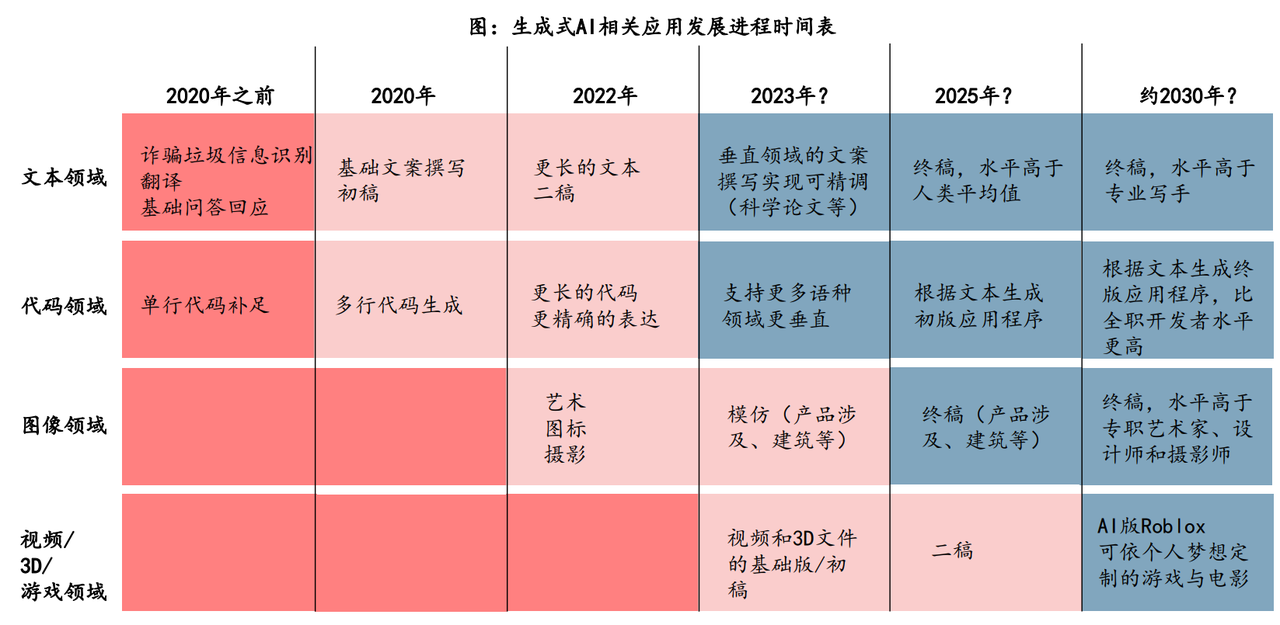 图：生成式AI相关应用发展进程时间表
2020年之前
2020年
2022年
2023年？
2025年？
约2030年？
文本领域
诈骗垃圾信息识别
翻译
基础问答回应
基础文案撰写
初稿
更长的文本
二稿
垂直领域的文案
撰写实现可精调
（科学论文等）
终稿，水平高于
人类平均值
终稿，水平高于
专业写手
代码领域
单行代码补足
多行代码生成
更长的代码
更精确的表达
支持更多语种
领域更垂直
根据文本生成
初版应用程序
根据文本生成终
版应用程序，比
全职开发者水平
更高
图像领域
艺术
图标
摄影
模仿（产品涉
及、建筑等）
终稿（产品涉
及、建筑等）
终稿，水平高于
专职艺术家、设
计师和摄影师
视频/
3D/
游戏领域
视频和3D文件
的基础版/初
稿
二稿
AI版Roblox
可依个人梦想定
制的游戏与电影